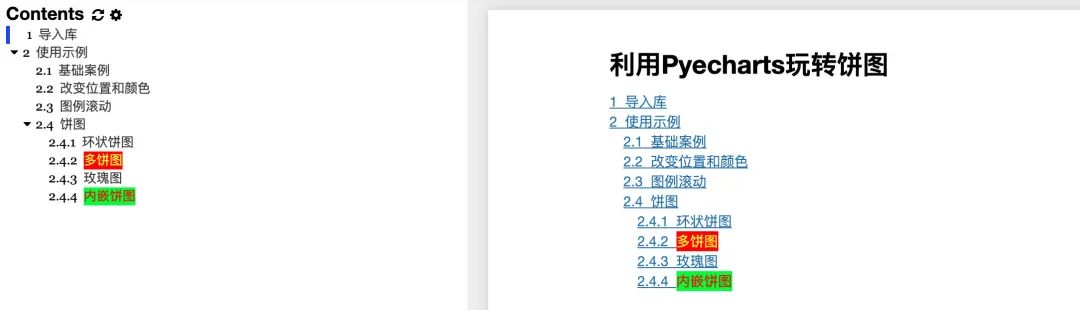 Contents
1 导入库
2 使用示例
2.1 基础案例
2.2 改变位置和颜色
2.3 图例滚动
2.4 饼图
2.4.1 环状饼图
2.4.2 多饼图
2.4.3 玫瑰图
2.4.4 内嵌饼图
利用Pyecharts玩转饼图
1 导入库
2 使用示例
2.1 基础案例
2.2 改变位置和颜色
2.3 图例滚动
2.4 饼图
2.4.1 环状饼图
2.4.2 多饼图
2.4.3 玫瑰图
2.4.4 内嵌饼图